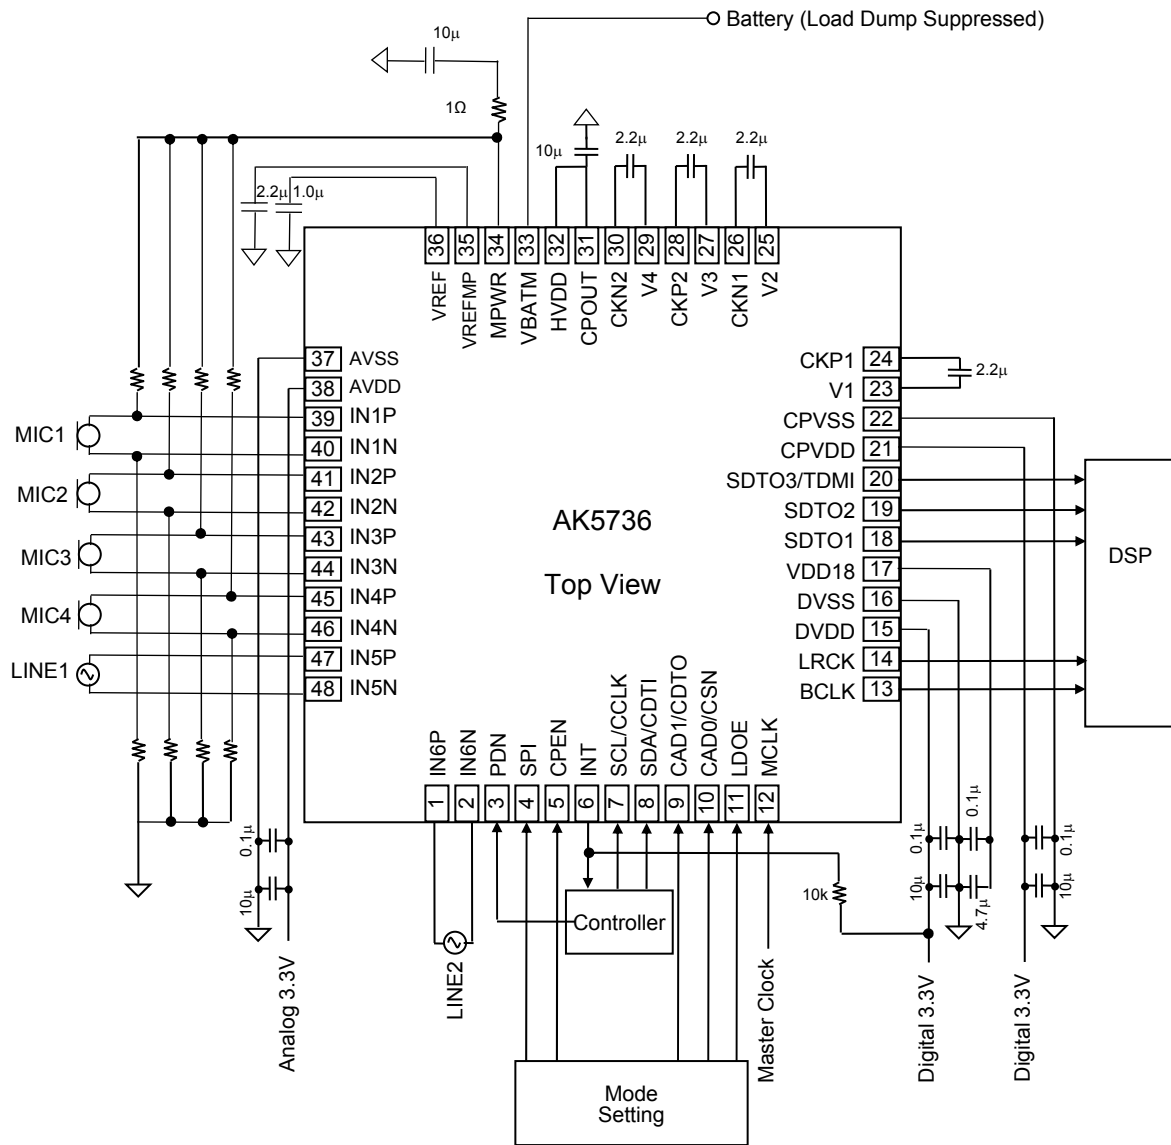 Battery (Load Dump Suppressed)
10μ
1Ω
2.2μ
2.2μ
2.2μ
10μ
2.2μ
1.0μ
36
35
34
33
32
31
30
29
28
27
26
25
VREF
VREFMP
MPWR
VBATM
HVDD
CPOUT
CKN2
V4
CKP2
V3
CKN1
V2
37 AVSS
38 AVDD
39 IN1P
40 IN1N
41 IN2P
42 IN2N
43 IN3P
44 IN3N
45 IN4P
46 IN4N
47 IN5P
48 IN5N
MIC1
MIC2
MIC3
MIC4
LINE1
AK5736
Top View
CKP1 24
V1 23
CPVSS 22
CPVDD 21
SDTO3/TDMI 20
SDTO2 19
SDTO1 18
VDD18 17
DVSS 16
DVDD 15
LRCK 14
BCLK 13
2.2μ
DSP
IN6P
IN6N
PDN
SPI
CPEN
INT
SCL/CCLK
SDA/CDTI
CAD1/CDTO
CAD0/CSN
LDOE
MCLK
1
2
3
4
5
6
7
8
9
10
11
12
0.1μ
10μ
0.1μ
0.1μ
0.1μ
10μ
4.7μ
10μ
10k
Controller
LINE2
Analog 3.3V
Master Clock
Digital 3.3V
Digital 3.3V
Mode
Setting